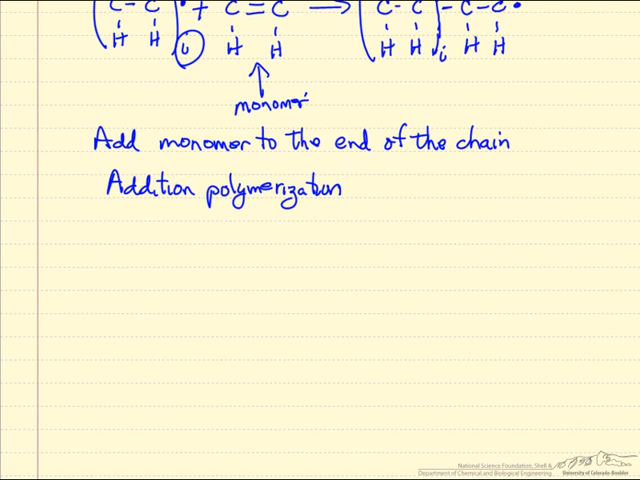 ( C - C ) • + C = C → ( C - C ) - C - C •
H H i H H H H i H H
monomer
Add monomer to the end of the chain
Addition polymerization
National Science Foundation, Shell &
Department of Chemical and Biological Engineering University of Colorado Boulder